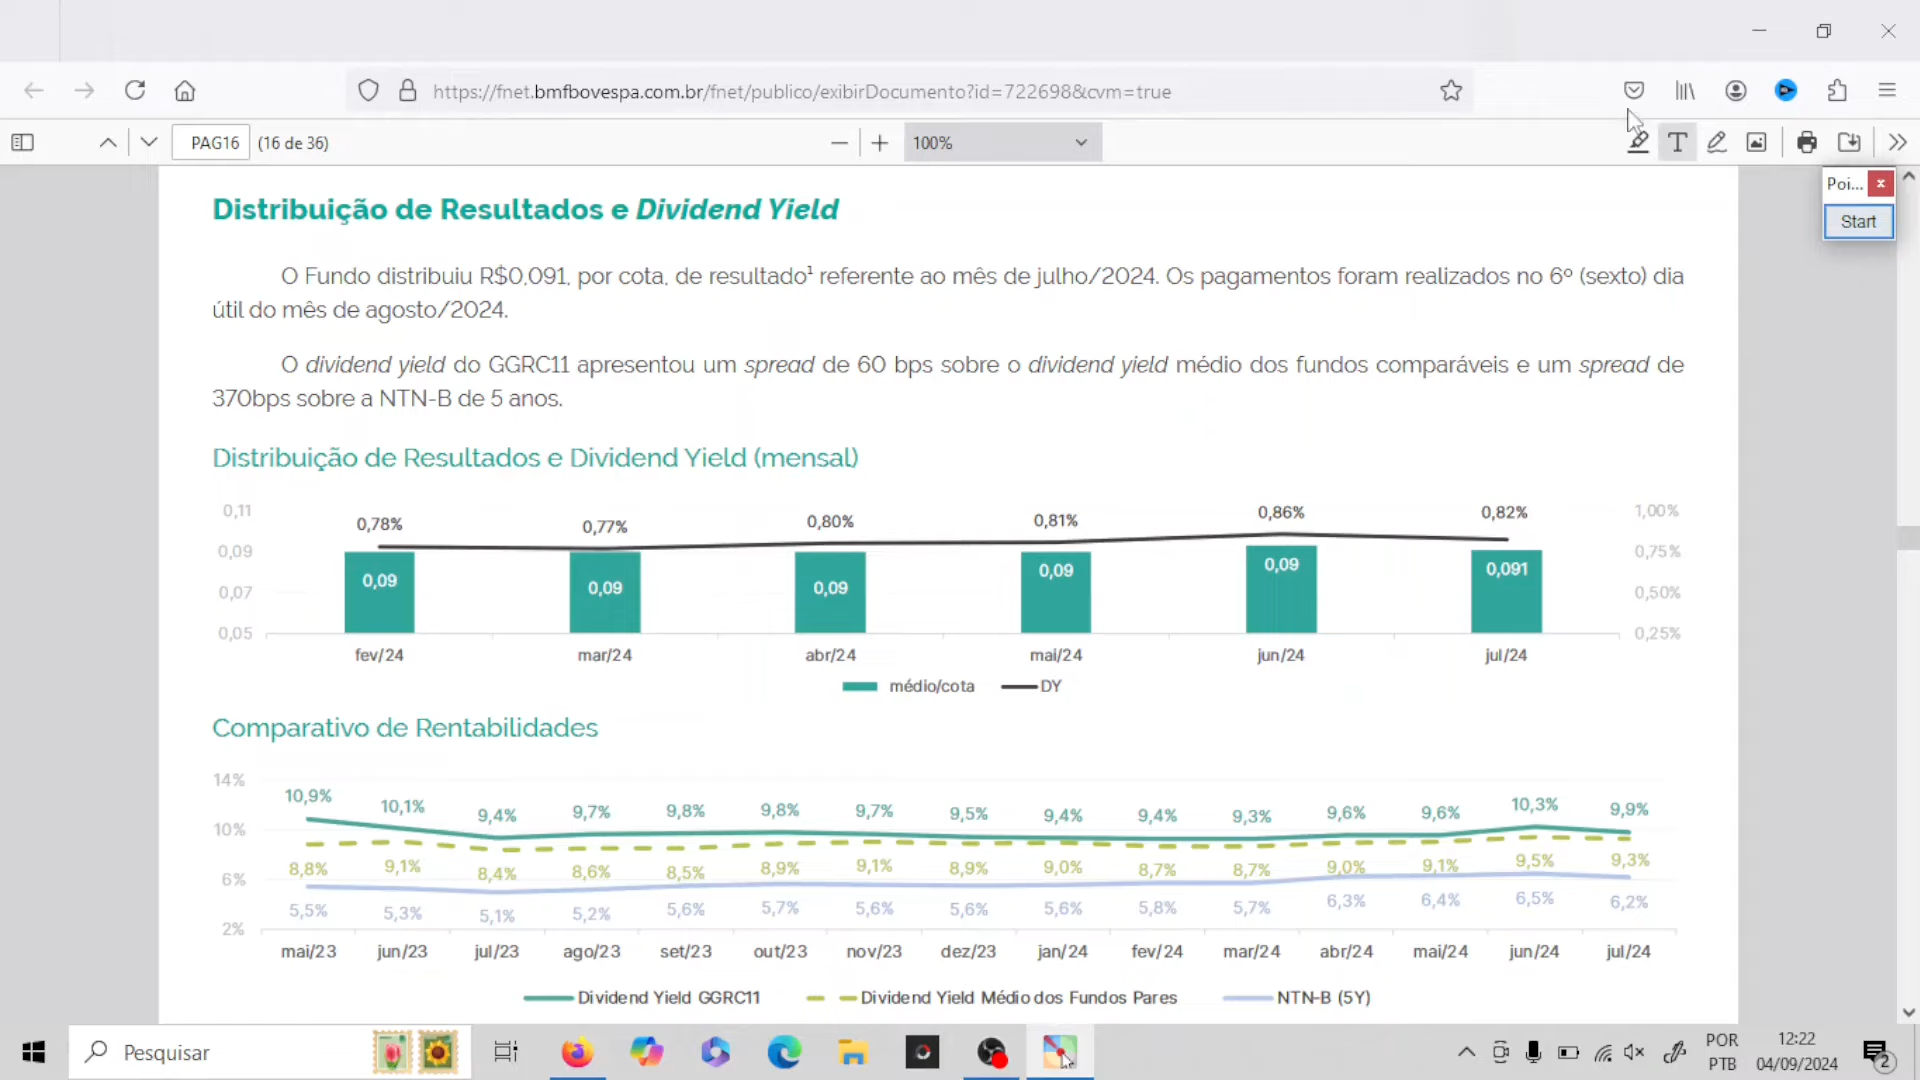 https://fnet.bmfbovespa.com.br/fnet/publico/exibirDocumento?id=722698&cvm=true
PAG16 (16 de 36) 100%
Poi...
Start
Distribuição de Resultados e Dividend Yield
O Fundo distribuiu R$0,091, por cota, de resultado¹ referente ao mês de julho/2024. Os pagamentos foram realizados no 6º (sexto) dia
útil do mês de agosto/2024.
O dividend yield do GGRC11 apresentou um spread de 60 bps sobre o dividend yield médio dos fundos comparáveis e um spread de
370bps sobre a NTN-B de 5 anos.
Distribuição de Resultados e Dividend Yield (mensal)
0,11 0,78% 0,77% 0,80% 0,81% 0,86% 0,82% 1,00%
0,09 0,75%
0,09 0,09 0,09 0,09 0,09 0,091
0,07 0,50%
0,05 0,25%
fev/24 mar/24 abr/24 mai/24 jun/24 jul/24
médio/cota DY
Comparativo de Rentabilidades
14%
10,9% 10,1% 9,4% 9,7% 9,8% 9,8% 9,7% 9,5% 9,4% 9,4% 9,3% 9,6% 9,6% 10,3% 9,9%
10%
8,8% 9,1% 8,4% 8,6% 8,5% 8,9% 9,1% 8,9% 9,0% 8,7% 8,7% 9,0% 9,1% 9,5% 9,3%
6%
5,5% 5,3% 5,1% 5,2% 5,6% 5,7% 5,6% 5,6% 5,6% 5,8% 5,7% 6,3% 6,4% 6,5% 6,2%
2%
mai/23 jun/23 jul/23 ago/23 set/23 out/23 nov/23 dez/23 jan/24 fev/24 mar/24 abr/24 mai/24 jun/24 jul/24
Dividend Yield GGRC11 Dividend Yield Médio dos Fundos Pares NTN-B (5Y)
Pesquisar
POR
PTB
12:22
04/09/2024
2